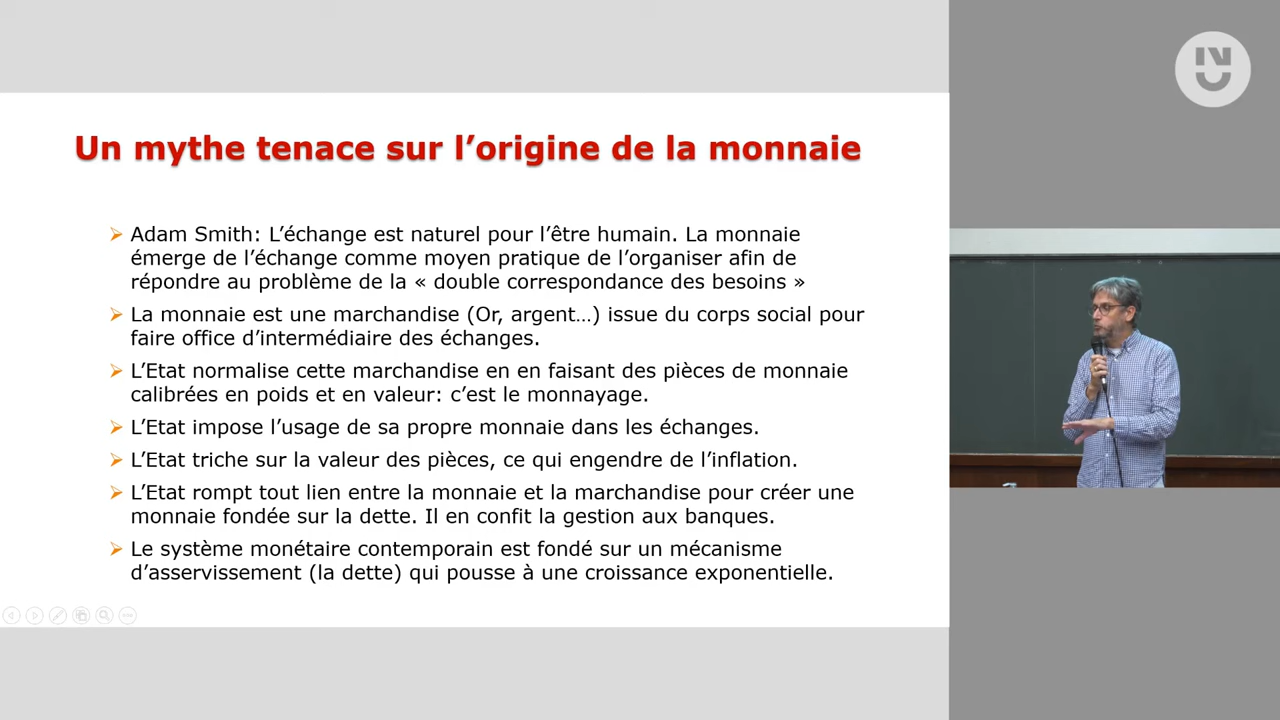 Un mythe tenace sur l’origine de la monnaie
Adam Smith: L’échange est naturel pour l’être humain. La monnaie
émerge de l’échange comme moyen pratique de l’organiser afin de
répondre au problème de la « double correspondance des besoins »
La monnaie est une marchandise (Or, argent…) issue du corps social pour
faire office d’intermédiaire des échanges.
L’Etat normalise cette marchandise en en faisant des pièces de monnaie
calibrées en poids et en valeur: c’est le monnayage.
L’Etat impose l’usage de sa propre monnaie dans les échanges.
L’Etat triche sur la valeur des pièces, ce qui engendre de l’inflation.
L’Etat rompt tout lien entre la monnaie et la marchandise pour créer une
monnaie fondée sur la dette. Il en confit la gestion aux banques.
Le système monétaire contemporain est fondé sur un mécanisme
d’asservissement (la dette) qui pousse à une croissance exponentielle.